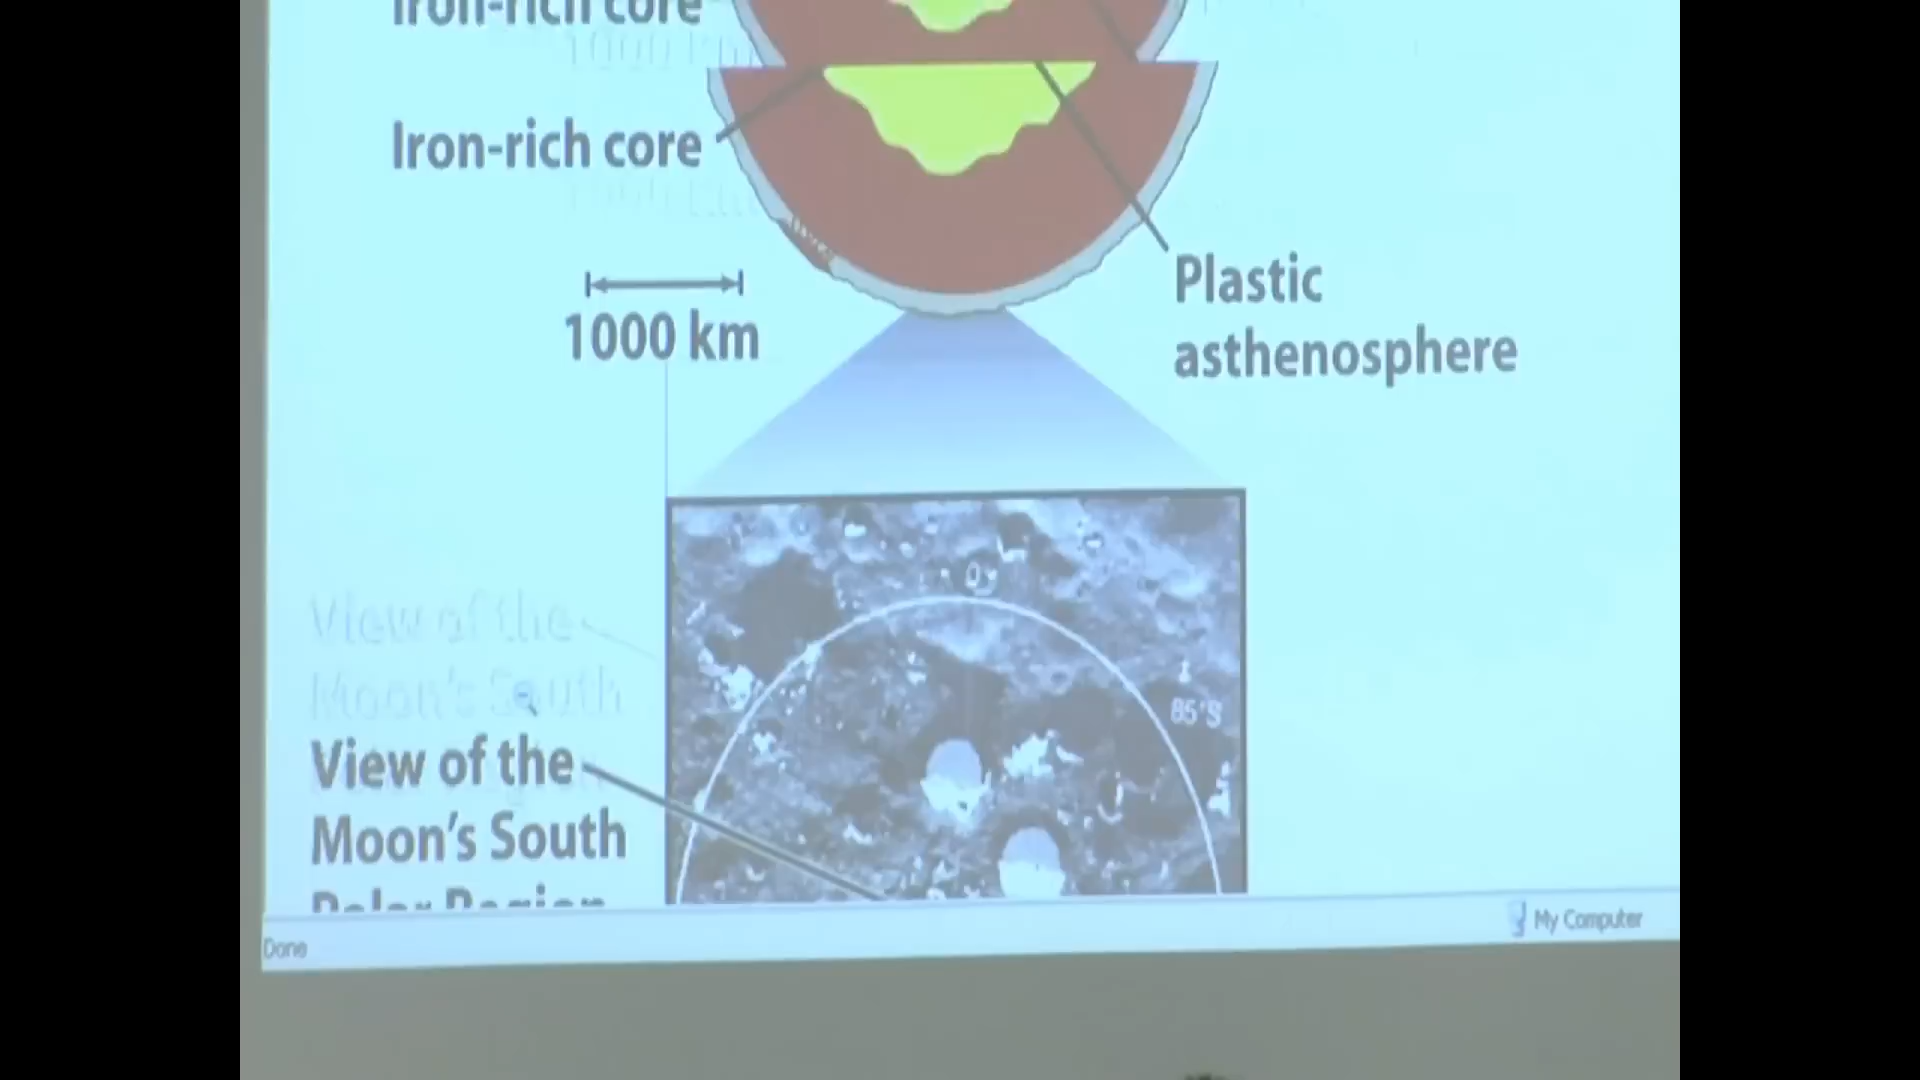 Iron-rich core
1000 km
Iron-rich core
1000 km
Plastic
asthenosphere
0°
85°S
View of the
Moon's South
View of the
Moon's South
Polar Region
My Computer
Done